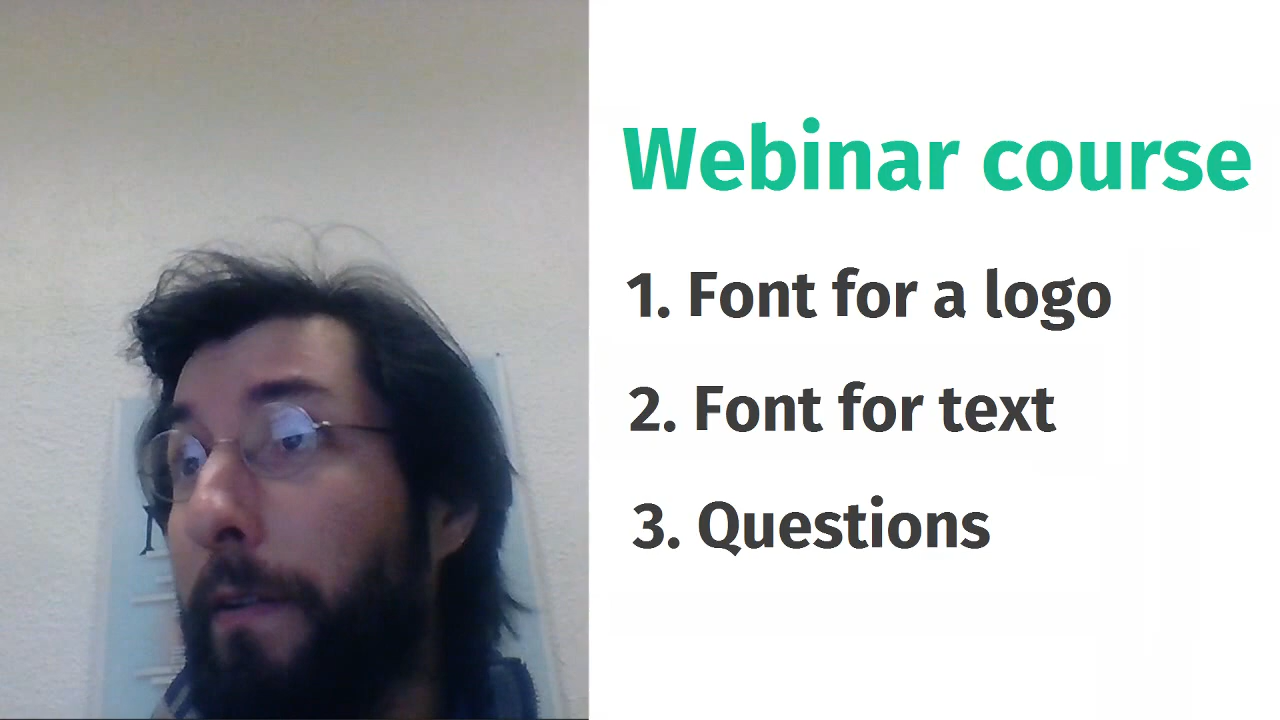 Webinar course
1. Font for a logo
2. Font for text
3. Questions